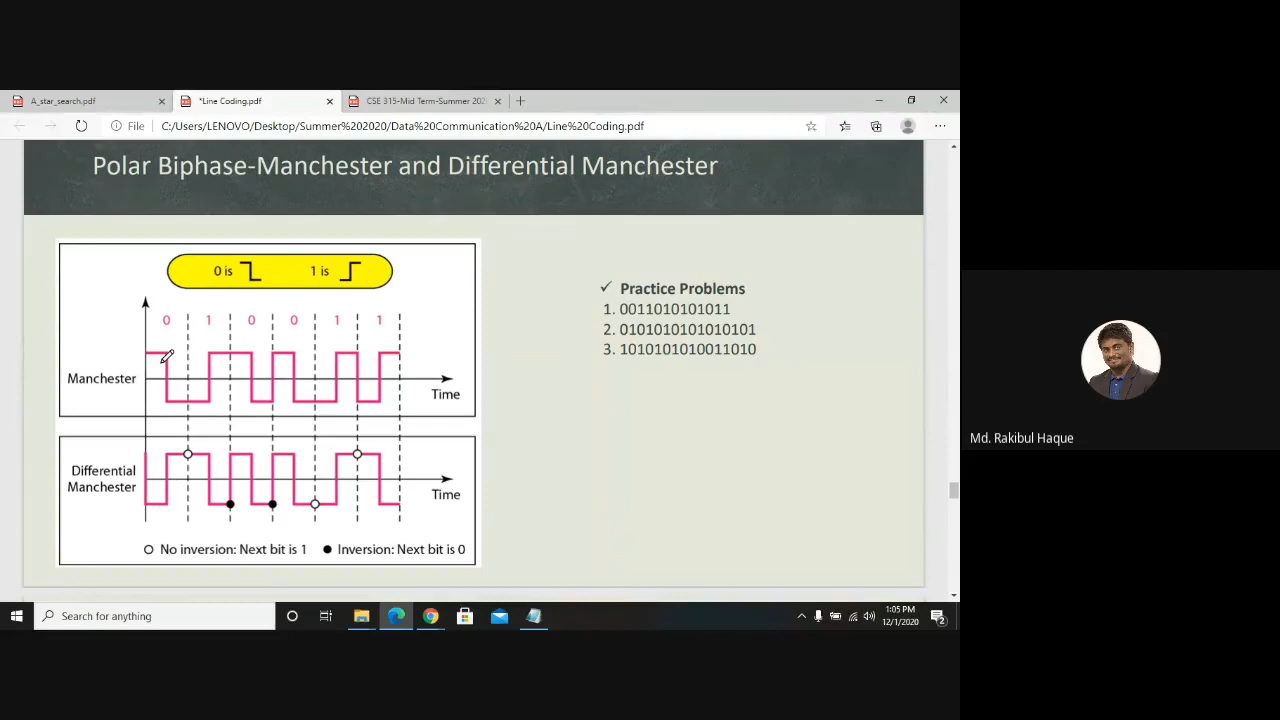 A_star_search.pdf
*Line Coding.pdf
CSE 315-Mid Term-Summer 202
File
C:/Users/LENOVO/Desktop/Summer%202020/Data%20Communication%20A/Line%20Coding.pdf
Polar Biphase-Manchester and Differential Manchester
0 is 1 is
0 1 0 0 1 1
Manchester
Time
Differential
Manchester
Time
No inversion: Next bit is 1 Inversion: Next bit is 0
✓ Practice Problems
1. 0011010101011
2. 0101010101010101
3. 1010101010011010
Md. Rakibul Haque
Search for anything
1:05 PM
12/1/2020
2